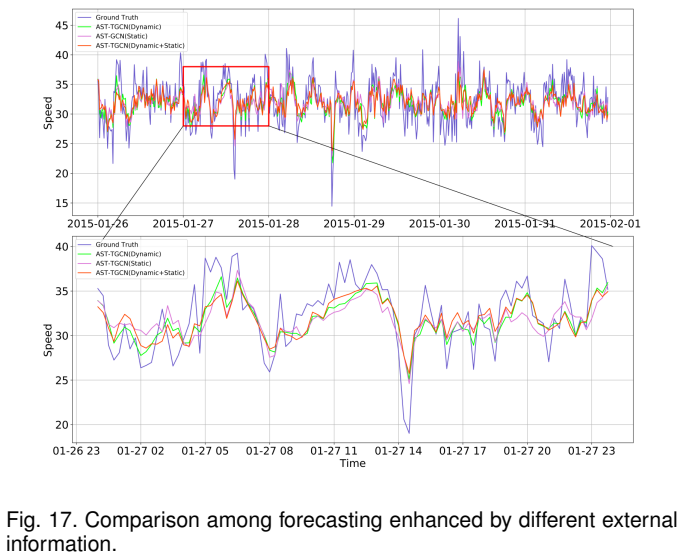 45
40
35
30
25
20
15
Speed
Ground Truth
AST-TGCN(Dynamic)
AST-GCN(Static)
AST-TGCN(Dynamic+Static)
2015-01-26 2015-01-27 2015-01-28 2015-01-29 2015-01-30 2015-01-31 2015-02-01
40
35
30
25
20
Speed
Ground Truth
AST-TGCN(Dynamic)
AST-TGCN(Static)
AST-TGCN(Dynamic+Static)
01-26 23 01-27 02 01-27 05 01-27 08 01-27 11 01-27 14 01-27 17 01-27 20 01-27 23
Time
Fig. 17. Comparison among forecasting enhanced by different external
information.